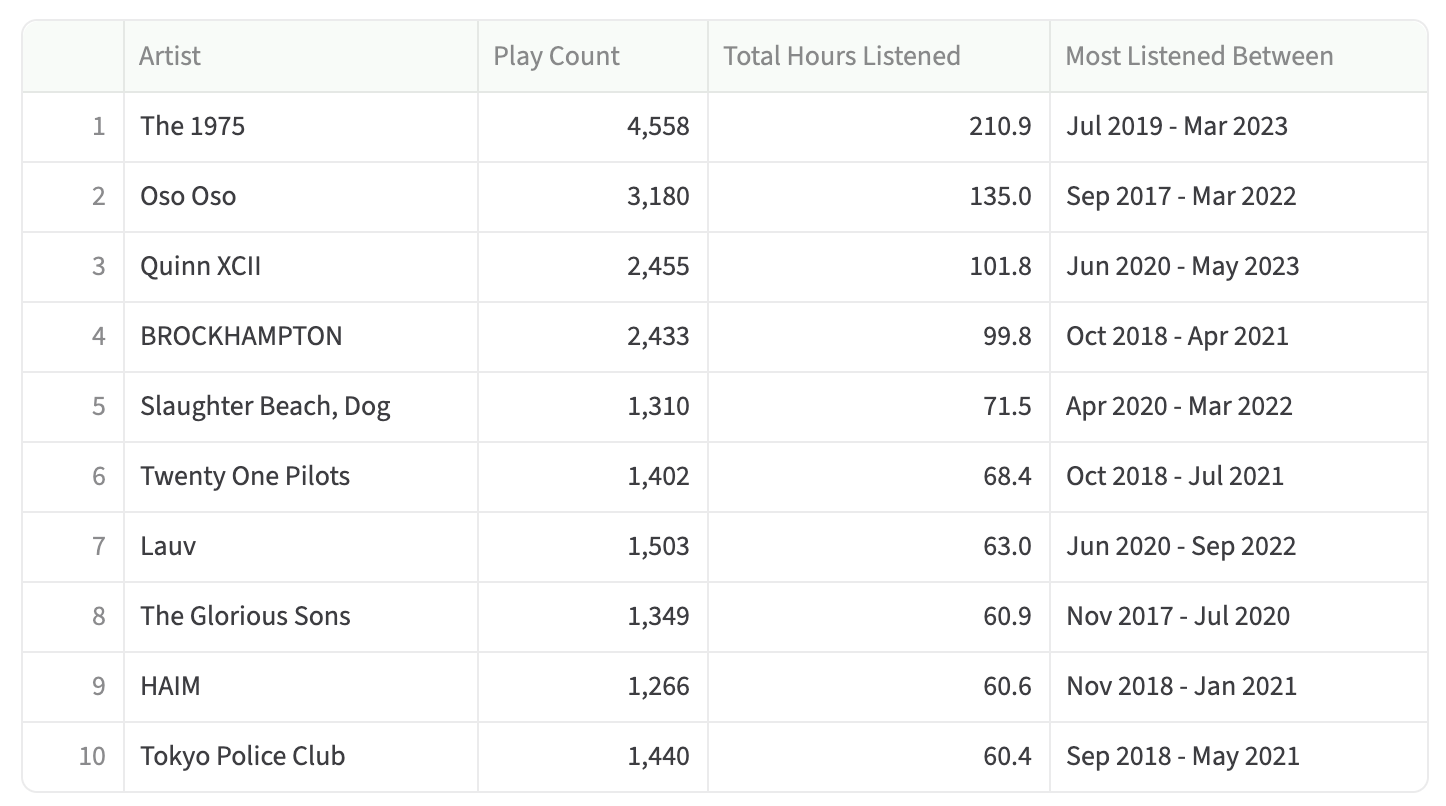 Artist Play Count Total Hours Listened Most Listened Between
1 The 1975 4,558 210.9 Jul 2019 - Mar 2023
2 Oso Oso 3,180 135.0 Sep 2017 - Mar 2022
3 Quinn XCII 2,455 101.8 Jun 2020 - May 2023
4 BROCKHAMPTON 2,433 99.8 Oct 2018 - Apr 2021
5 Slaughter Beach, Dog 1,310 71.5 Apr 2020 - Mar 2022
6 Twenty One Pilots 1,402 68.4 Oct 2018 - Jul 2021
7 Lauv 1,503 63.0 Jun 2020 - Sep 2022
8 The Glorious Sons 1,349 60.9 Nov 2017 - Jul 2020
9 HAIM 1,266 60.6 Nov 2018 - Jan 2021
10 Tokyo Police Club 1,440 60.4 Sep 2018 - May 2021